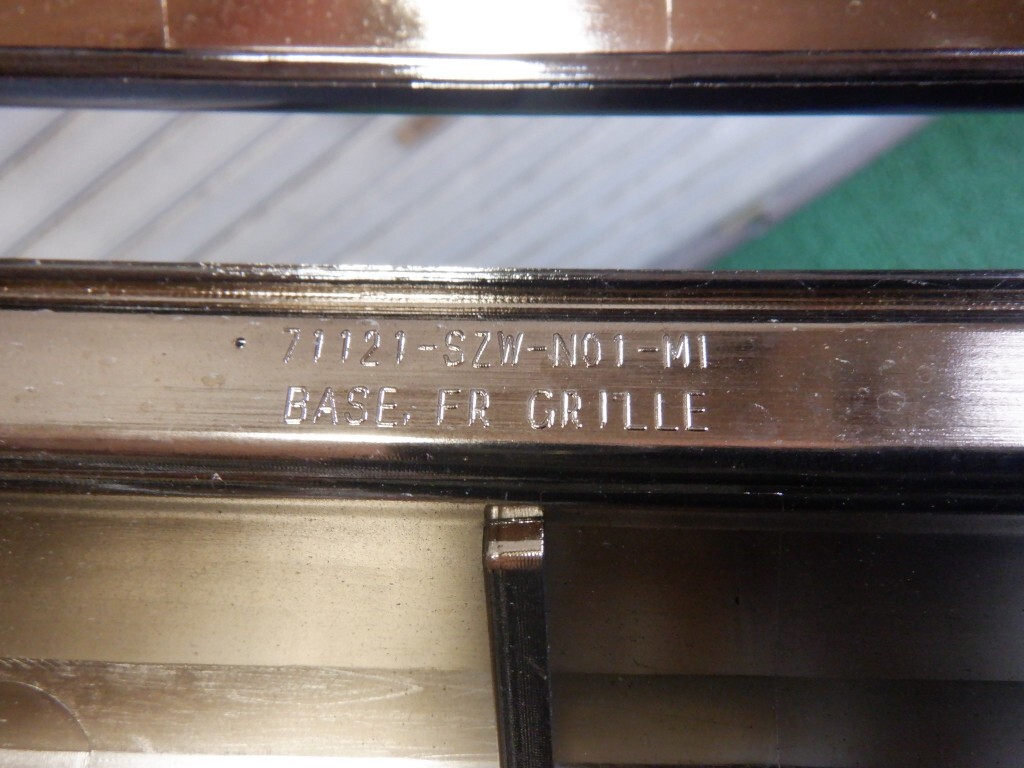 71121-SZW-N01-M1
BASE, FR GRILLE